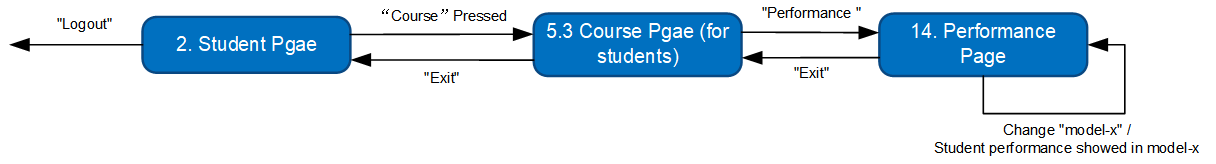 "Logout"
2. Student Pgae
“Course” Pressed
"Exit"
5.3 Course Pgae (for
students)
"Performance "
"Exit"
14. Performance
Page
Change "model-x" /
Student performance showed in model-x